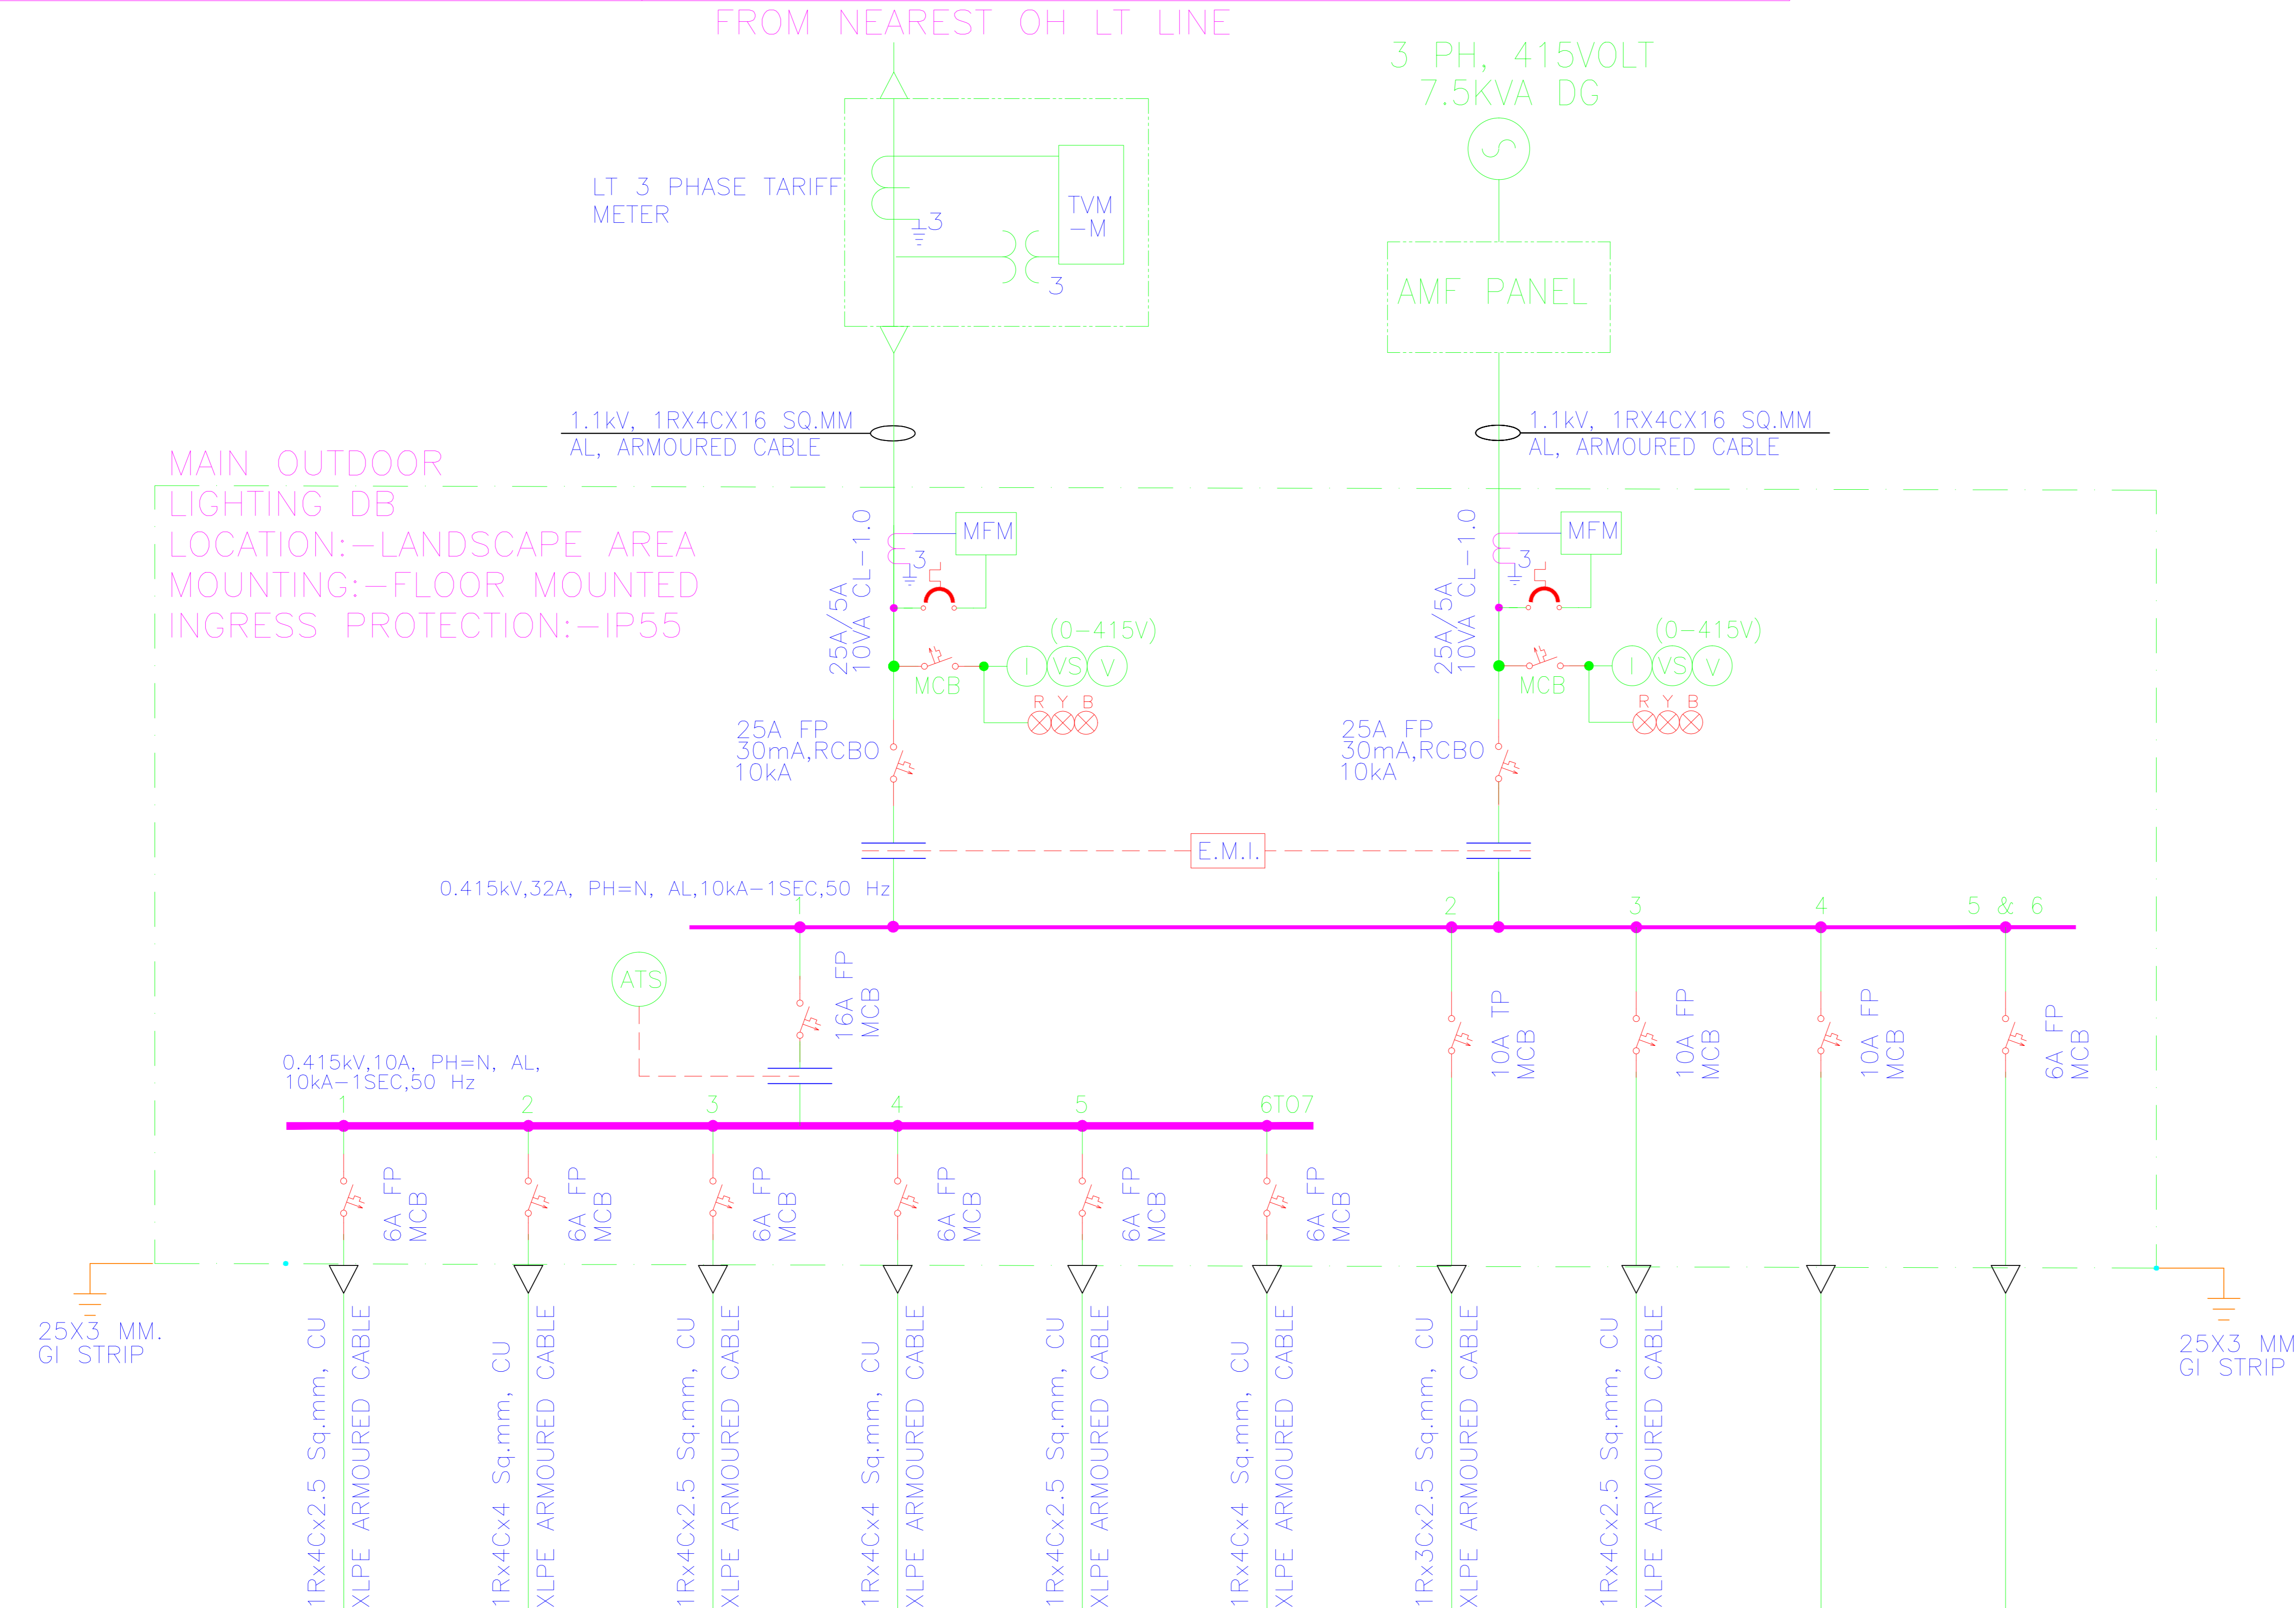 FROM NEAREST OH LT LINE
3 PH, 415VOLT
7.5KVA DG
LT 3 PHASE TARIFF
METER
TVM
-M
3
3
AMF PANEL
1.1kV, 1RX4CX16 SQ.MM
AL, ARMOURED CABLE
1.1kV, 1RX4CX16 SQ.MM
AL, ARMOURED CABLE
MAIN OUTDOOR
LIGHTING DB
LOCATION:-LANDSCAPE AREA
MOUNTING:-FLOOR MOUNTED
INGRESS PROTECTION:-IP55
25A/5A
10VA CL-1.0
MFM
3
(0-415V)
I
VS
V
MCB
R Y B
25A FP
30mA,RCBO
10kA
25A/5A
10VA CL-1.0
MFM
3
(0-415V)
I
VS
V
MCB
R Y B
25A FP
30mA,RCBO
10kA
E.M.I.
0.415kV,32A, PH=N, AL,10kA-1SEC,50 Hz
1
2
3
4
5 & 6
ATS
16A FP
MCB
10A TP
MCB
10A FP
MCB
10A FP
MCB
6A FP
MCB
0.415kV,10A, PH=N, AL,
10kA-1SEC,50 Hz
1
2
3
4
5
6TO7
6A FP
MCB
6A FP
MCB
6A FP
MCB
6A FP
MCB
6A FP
MCB
6A FP
MCB
25X3 MM.
GI STRIP
25X3 MM
GI STRIP
1Rx4Cx2.5 Sq.mm, CU
XLPE ARMOURED CABLE
1Rx4Cx4 Sq.mm, CU
XLPE ARMOURED CABLE
1Rx4Cx2.5 Sq.mm, CU
XLPE ARMOURED CABLE
1Rx4Cx4 Sq.mm, CU
XLPE ARMOURED CABLE
1Rx4Cx2.5 Sq.mm, CU
XLPE ARMOURED CABLE
1Rx4Cx4 Sq.mm, CU
XLPE ARMOURED CABLE
1Rx3Cx2.5 Sq.mm, CU
XLPE ARMOURED CABLE
1Rx4Cx2.5 Sq.mm, CU
XLPE ARMOURED CABLE